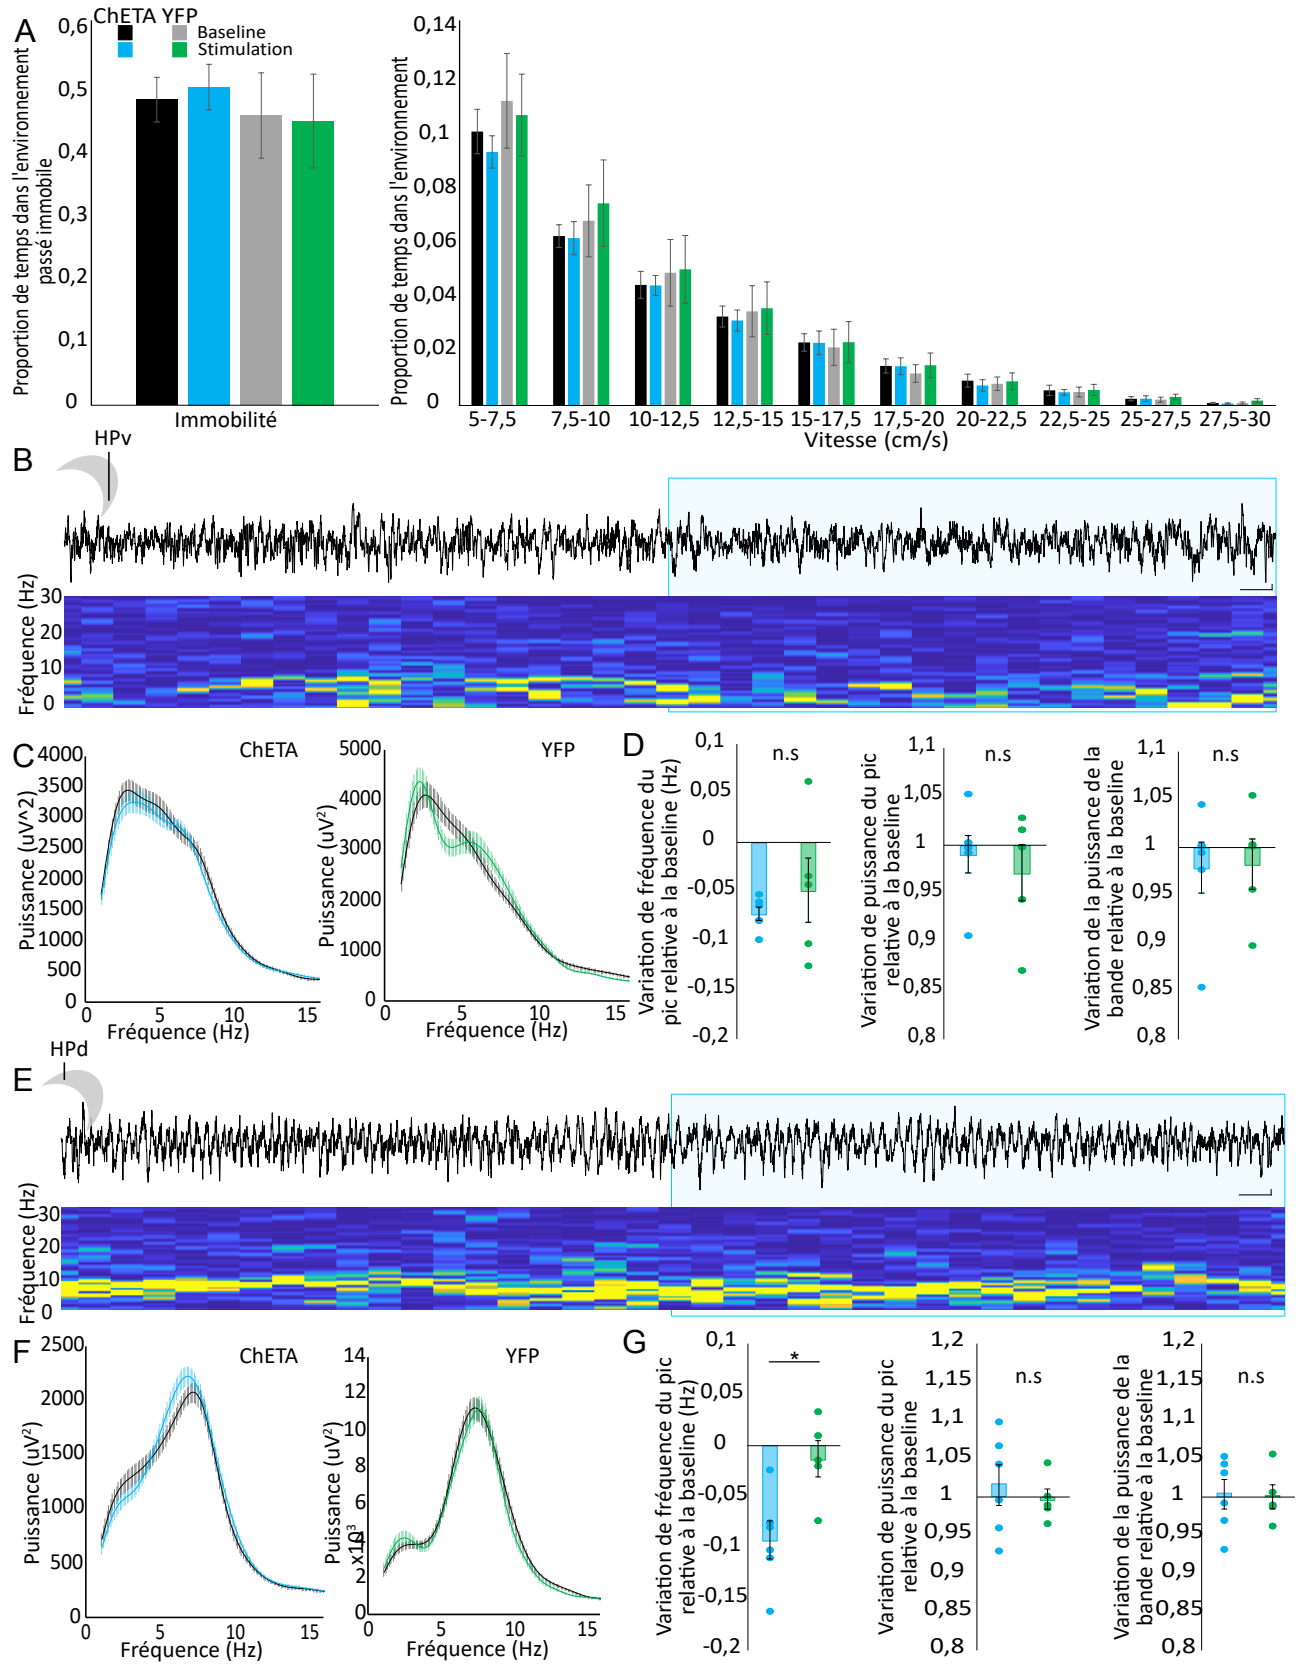 A
ChETA YFP
Baseline
Stimulation
Proportion de temps dans l'environnement
passé immobile
0,6
0,5
0,4
0,3
0,2
0,1
0
Immobilité
Proportion de temps dans l'environnement
0,14
0,12
0,1
0,08
0,06
0,04
0,02
0
5-7,5 7,5-10 10-12,5 12,5-15 15-17,5 17,5-20 20-22,5 22,5-25 25-27,5 27,5-30
Vitesse (cm/s)
B
HPv
Fréquence (Hz)
30
20
10
0
C
ChETA
Puissance (uV^2)
4000
3500
3000
2500
2000
1500
1000
500
0
0 5 10 15
Fréquence (Hz)
YFP
Puissance (uV²)
5000
4000
3000
2000
1000
0
0 5 10 15
Fréquence (Hz)
D
Variation de fréquence du
pic relative à la baseline (Hz)
0,1
0,05
0
-0,05
-0,1
-0,15
-0,2
n.s
Variation de puissance du pic
relative à la baseline
1,1
1,05
1
0,95
0,9
0,85
0,8
n.s
Variation de la puissance de la
bande relative à la baseline
1,1
1,05
1
0,95
0,9
0,85
0,8
n.s
E
HPd
Fréquence (Hz)
30
20
10
0
F
ChETA
Puissance (uV²)
2500
2000
1500
1000
500
0
0 5 10 15
Fréquence (Hz)
YFP
Puissance (uV²)
x10³
14
12
10
8
6
4
2
0
0 5 10 15
Fréquence (Hz)
G
Variation de fréquence du pic
relative à la baseline (Hz)
0,1
0,05
0
-0,05
-0,1
-0,15
-0,2
*
Variation de puissance du pic
relative à la baseline
1,2
1,15
1,1
1,05
1
0,95
0,9
0,85
0,8
n.s
Variation de la puissance de la
bande relative à la baseline
1,2
1,15
1,1
1,05
1
0,95
0,9
0,85
0,8
n.s